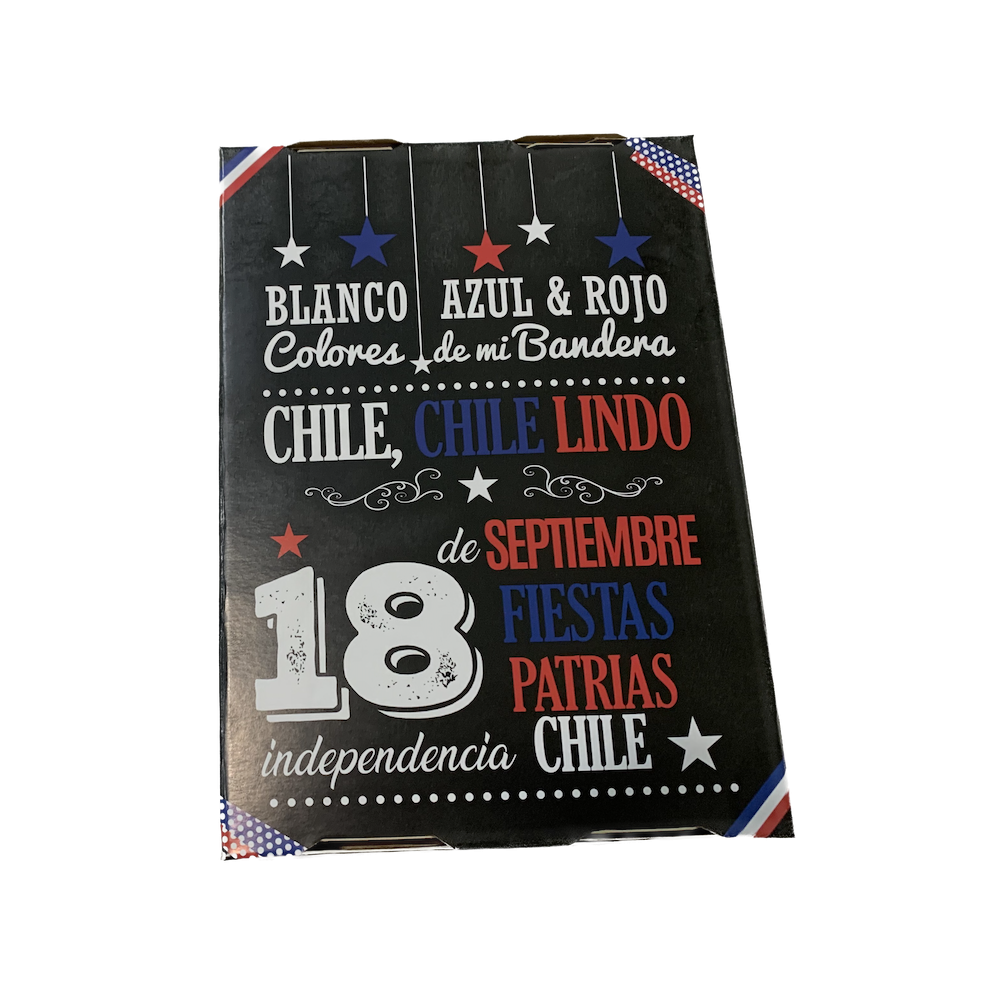 BLANCO AZUL & ROJO
Colores de mi Bandera
CHILE, CHILE LINDO
18 de SEPTIEMBRE
FIESTAS
PATRIAS
independencia CHILE